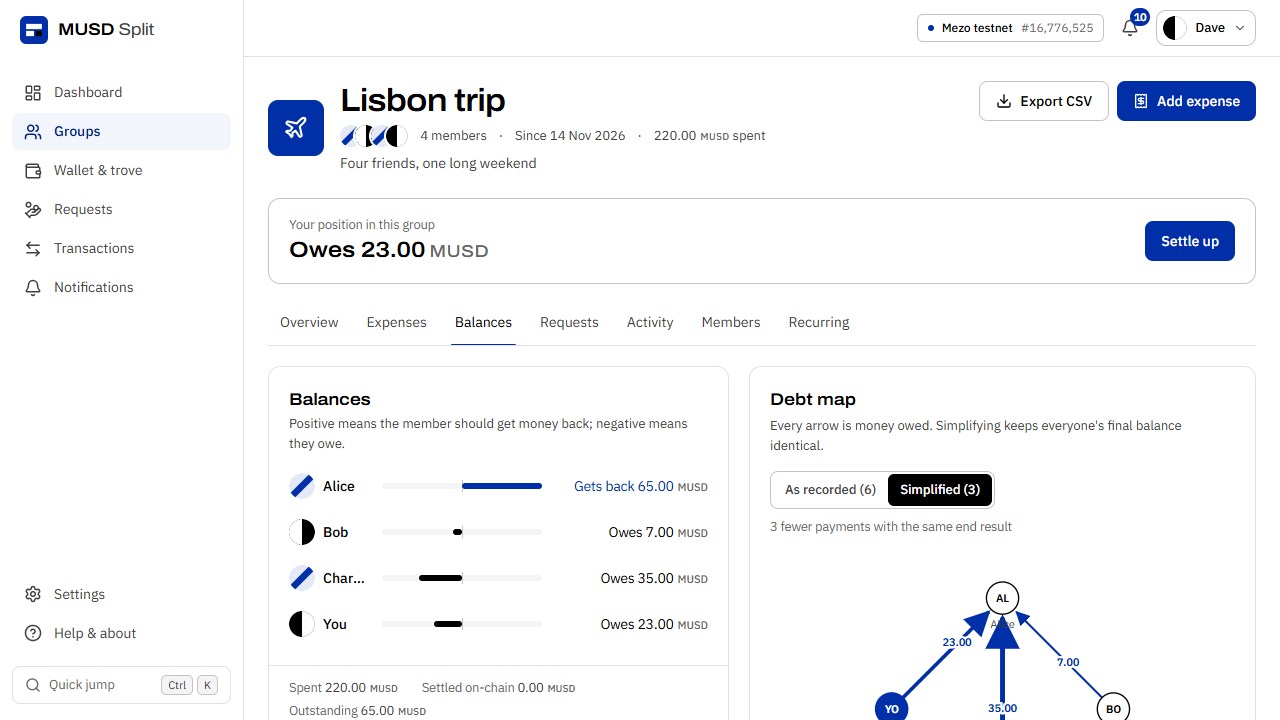 MUSD Split
Mezo testnet #16,776,525
10
Dave
Dashboard
Groups
Wallet & trove
Requests
Transactions
Notifications
Settings
Help & about
Quick jump Ctrl K
Lisbon trip
4 members · Since 14 Nov 2026 · 220.00 MUSD spent
Four friends, one long weekend
Export CSV
Add expense
Your position in this group
Owes 23.00 MUSD
Settle up
Overview Expenses Balances Requests Activity Members Recurring
Balances
Positive means the member should get money back; negative means
they owe.
Alice Gets back 65.00 MUSD
Bob Owes 7.00 MUSD
Char... Owes 35.00 MUSD
You Owes 23.00 MUSD
Spent 220.00 MUSD Settled on-chain 0.00 MUSD
Outstanding 65.00 MUSD
Debt map
Every arrow is money owed. Simplifying keeps everyone's final balance
identical.
As recorded (6) Simplified (3)
3 fewer payments with the same end result
AL
Alice
23.00
7.00
35.00
YO
BO